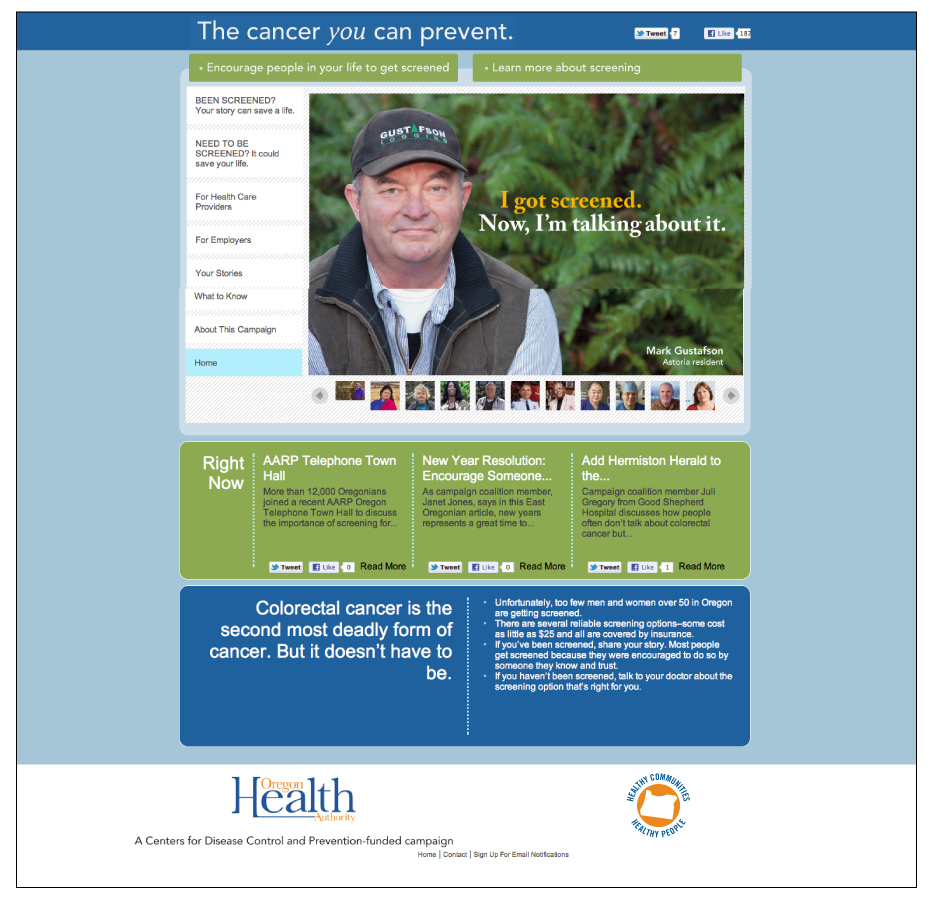 The cancer you can prevent.
Tweet 7
Like 187
• Encourage people in your life to get screened
• Learn more about screening
BEEN SCREENED?
Your story can save a life.
NEED TO BE
SCREENED? It could
save your life.
For Health Care
Providers
For Employers
Your Stories
What to Know
About This Campaign
Home
GUSTAFSON
LOGGING
I got screened.
Now, I'm talking about it.
Mark Gustafson
Astoria resident
Right
Now
AARP Telephone Town
Hall
More than 12,000 Oregonians
joined a recent AARP Oregon
Telephone Town Hall to discuss
the importance of screening for...
Tweet Like 0 Read More
New Year Resolution:
Encourage Someone...
As campaign coalition member,
Janet Jones, says in this East
Oregonian article, new years
represents a great time to...
Tweet Like 0 Read More
Add Hermiston Herald to
the...
Campaign coalition member Juli
Gregory from Good Shepherd
Hospital discusses how people
often don't talk about colorectal
cancer but...
Tweet Like 1 Read More
Colorectal cancer is the
second most deadly form of
cancer. But it doesn't have to
be.
• Unfortunately, too few men and women over 50 in Oregon
are getting screened.
• There are several reliable screening options–some cost
as little as $25 and all are covered by insurance.
• If you've been screened, share your story. Most people
get screened because they were encouraged to do so by
someone they know and trust.
• If you haven't been screened, talk to your doctor about the
screening option that's right for you.
Oregon
Health
Authority
HEALTHY COMMUNITIES
HEALTHY PEOPLE
A Centers for Disease Control and Prevention-funded campaign
Home | Contact | Sign Up For Email Notifications